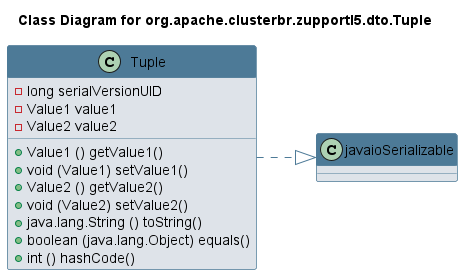 Class Diagram for org.apache.clusterbr.zupportl5.dto.Tuple
C Tuple
long serialVersionUID
Value1 value1
Value2 value2
Value1 () getValue1()
void (Value1) setValue1()
Value2 () getValue2()
void (Value2) setValue2()
java.lang.String () toString()
boolean (java.lang.Object) equals()
int () hashCode()
C javaioSerializable